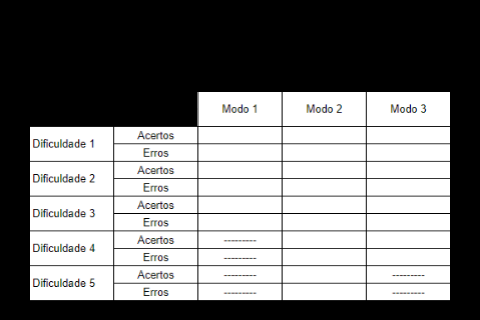 Modo 1 Modo 2 Modo 3
Dificuldade 1 Acertos
Erros
Dificuldade 2 Acertos
Erros
Dificuldade 3 Acertos
Erros
Dificuldade 4 Acertos ---------
Erros ---------
Dificuldade 5 Acertos --------- ---------
Erros --------- ---------